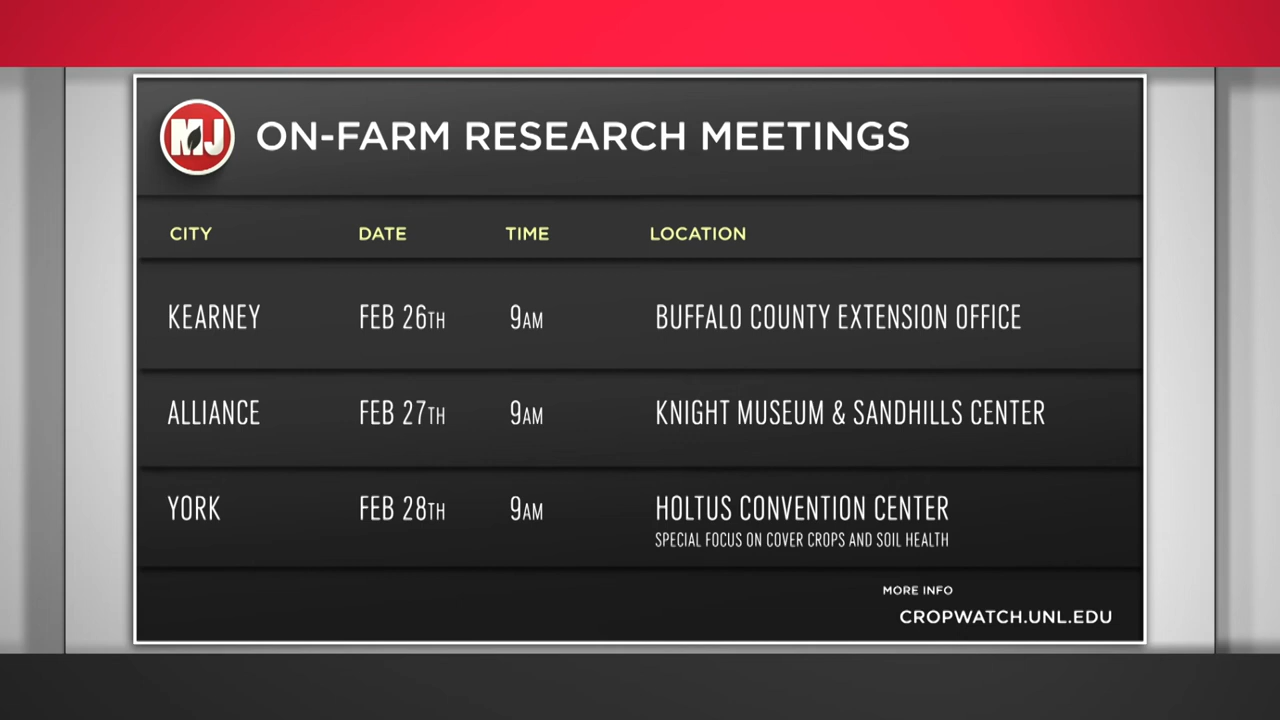 MJ
ON-FARM RESEARCH MEETINGS
CITY DATE TIME LOCATION
KEARNEY FEB 26TH 9AM BUFFALO COUNTY EXTENSION OFFICE
ALLIANCE FEB 27TH 9AM KNIGHT MUSEUM & SANDHILLS CENTER
YORK FEB 28TH 9AM HOLTUS CONVENTION CENTER
SPECIAL FOCUS ON COVER CROPS AND SOIL HEALTH
MORE INFO
CROPWATCH.UNL.EDU